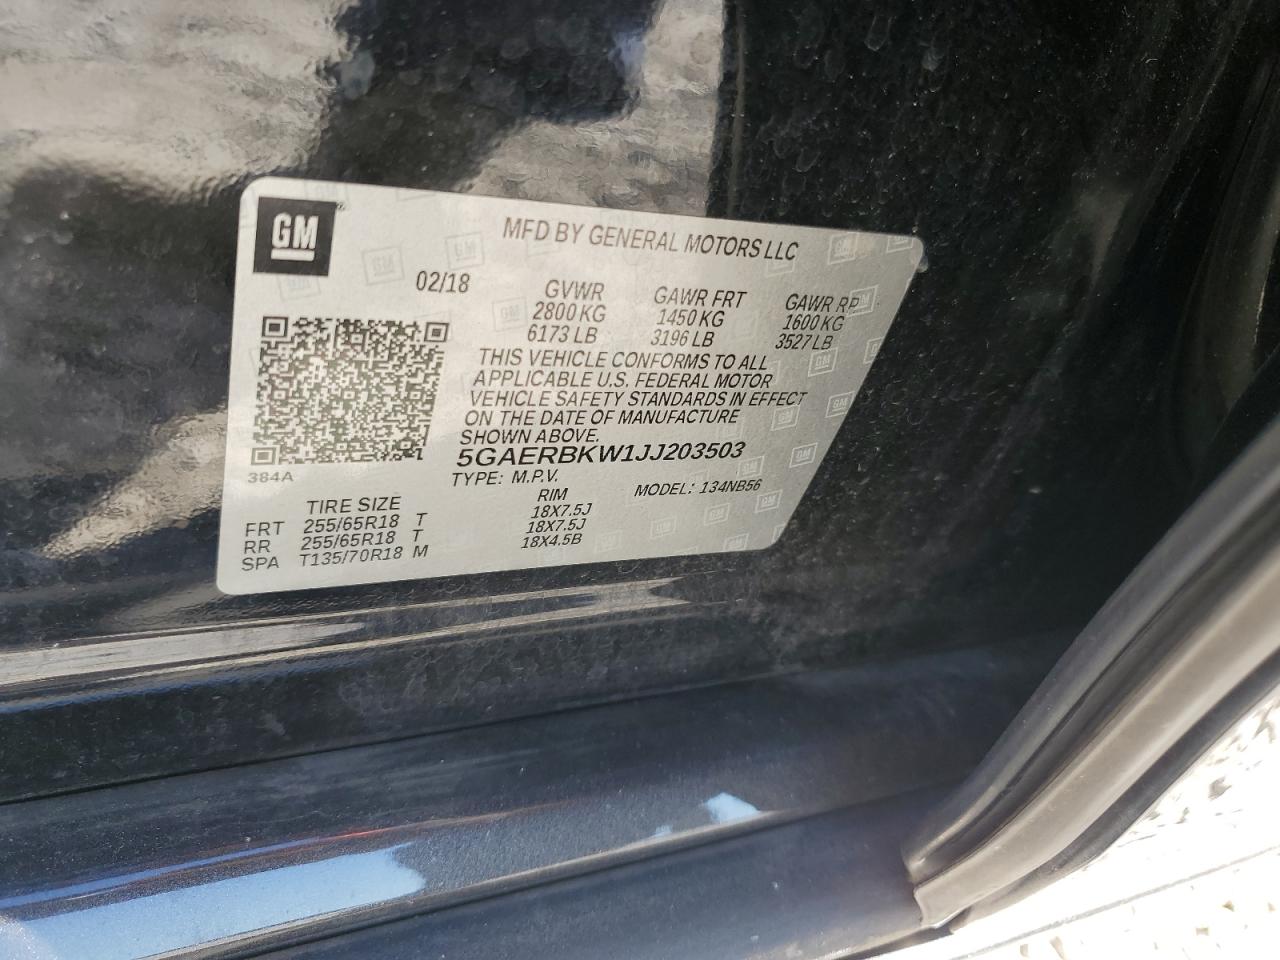 GM
MFD BY GENERAL MOTORS LLC
02/18 GVWR GAWR FRT GAWR RR
2800 KG 1450 KG 1600 KG
6173 LB 3196 LB 3527 LB
THIS VEHICLE CONFORMS TO ALL
APPLICABLE U.S. FEDERAL MOTOR
VEHICLE SAFETY STANDARDS IN EFFECT
ON THE DATE OF MANUFACTURE
SHOWN ABOVE.
5GAERBKW1JJ203503
384A
TYPE: M.P.V. MODEL: 134NB56
TIRE SIZE RIM
FRT 255/65R18 T 18X7.5J
RR 255/65R18 T 18X7.5J
SPA T135/70R18 M 18X4.5B